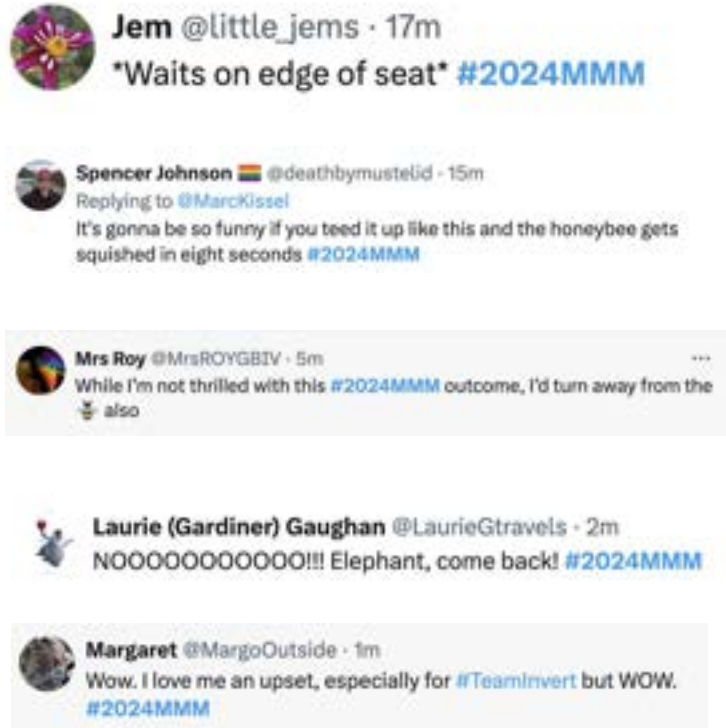 Jem @little_jems · 17m
*Waits on edge of seat* #2024MMM
Spencer Johnson 🏳️‍🌈 @deathbymustelid · 15m
Replying to @MarcKissel
It's gonna be so funny if you teed it up like this and the honeybee gets
squished in eight seconds #2024MMM
Mrs Roy @MrsROYGBIV · 5m
While I'm not thrilled with this #2024MMM outcome, I'd turn away from the
🐝 also
Laurie (Gardiner) Gaughan @LaurieGtravels · 2m
NOOOOOOOOOOO!!! Elephant, come back! #2024MMM
Margaret @MargoOutside · 1m
Wow. I love me an upset, especially for #TeamInvert but WOW.
#2024MMM